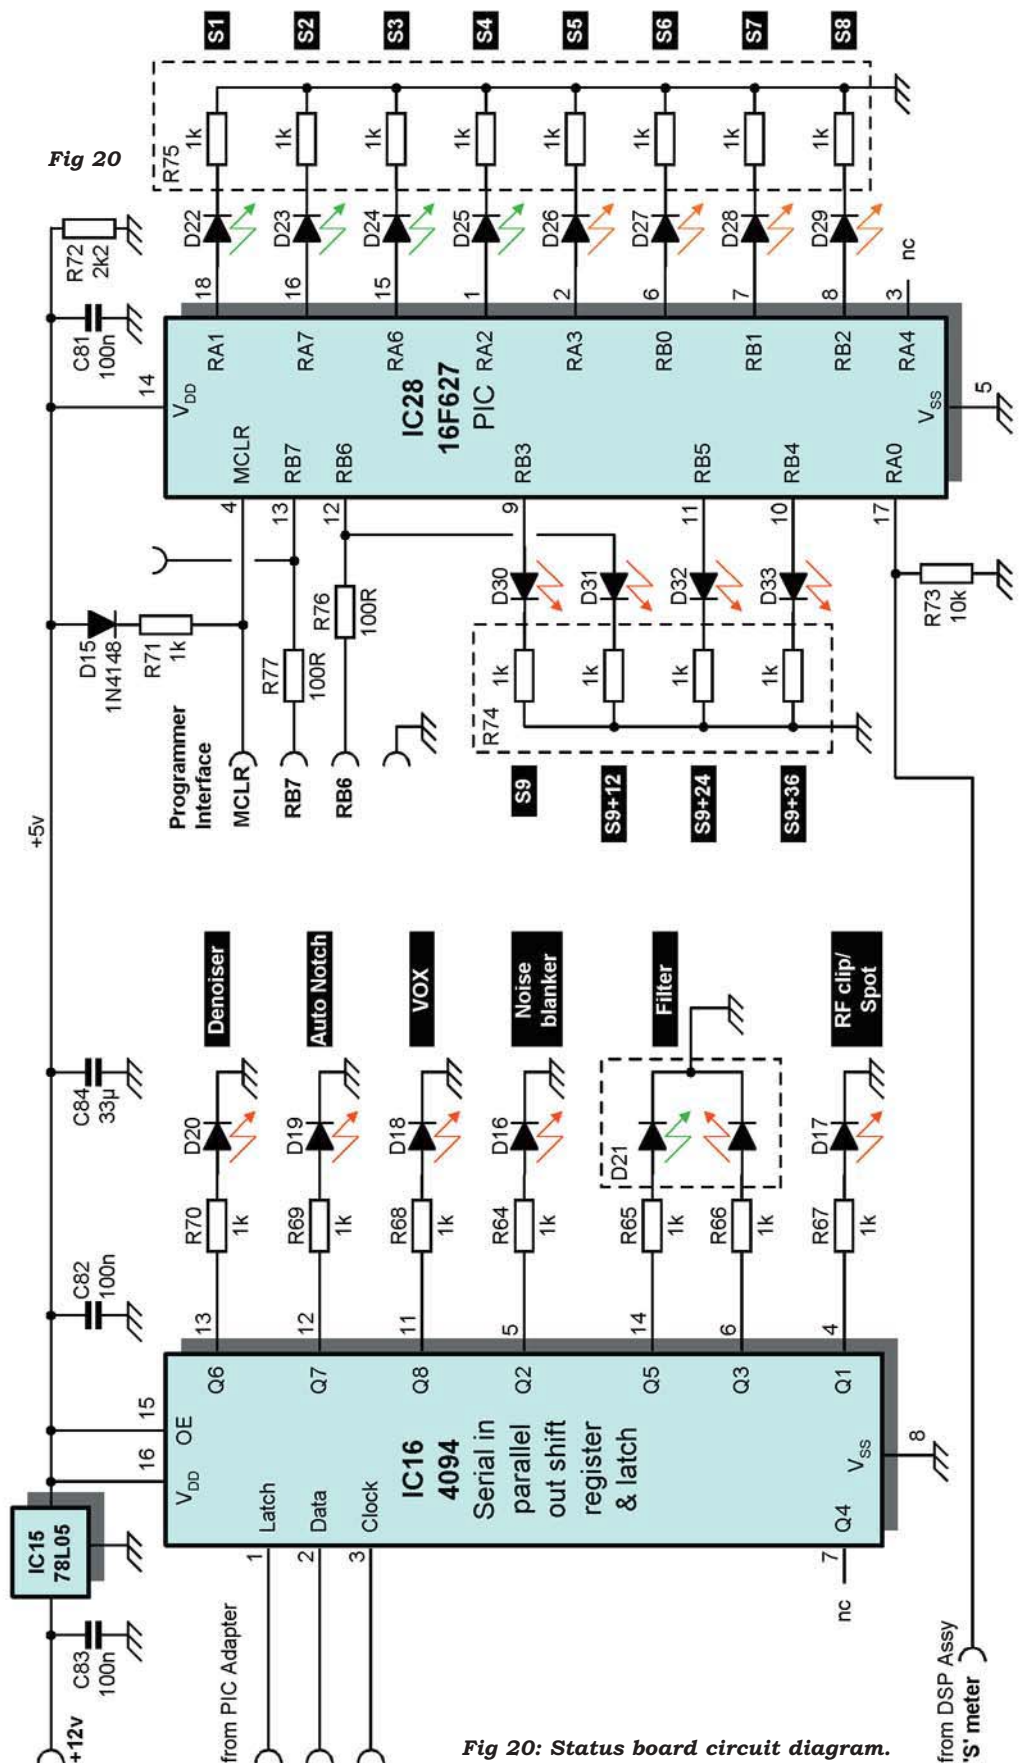 Fig 20
+12v
C83
100n
IC15
78L05
C82
100n
C84
33µ
+5v
C81
100n
R72
2k2
from PIC Adapter
1
Latch
2
Data
3
Clock
16
VDD
15
OE
IC16
4094
Serial in
parallel
out shift
register
& latch
nc
7
Q4
VSS
8
Q6
13
R70
1k
D20
Denoiser
Q7
12
R69
1k
D19
Auto Notch
Q8
11
R68
1k
D18
VOX
Q2
5
R64
1k
D16
Noise
blanker
Q5
14
R65
1k
D21
Filter
Q3
6
R66
1k
Q1
4
R67
1k
D17
RF clip/
Spot
Programmer
Interface
D15
1N4148
R71
1k
MCLR
RB7
R77
100R
RB6
R76
100R
4
MCLR
13
RB7
12
RB6
14
VDD
IC28
16F627
PIC
S9
R74
1k
D30
9
RB3
S9+12
1k
D31
S9+24
1k
D32
11
RB5
S9+36
1k
D33
10
RB4
17
RA0
R73
10k
VSS
5
RA1
18
D22
R75
1k
S1
RA7
16
D23
1k
S2
RA6
15
D24
1k
S3
RA2
1
D25
1k
S4
RA3
2
D26
1k
S5
RB0
6
D27
1k
S6
RB1
7
D28
1k
S7
RB2
8
D29
1k
S8
RA4
3
nc
from DSP Assy
'S' meter
Fig 20: Status board circuit diagram.